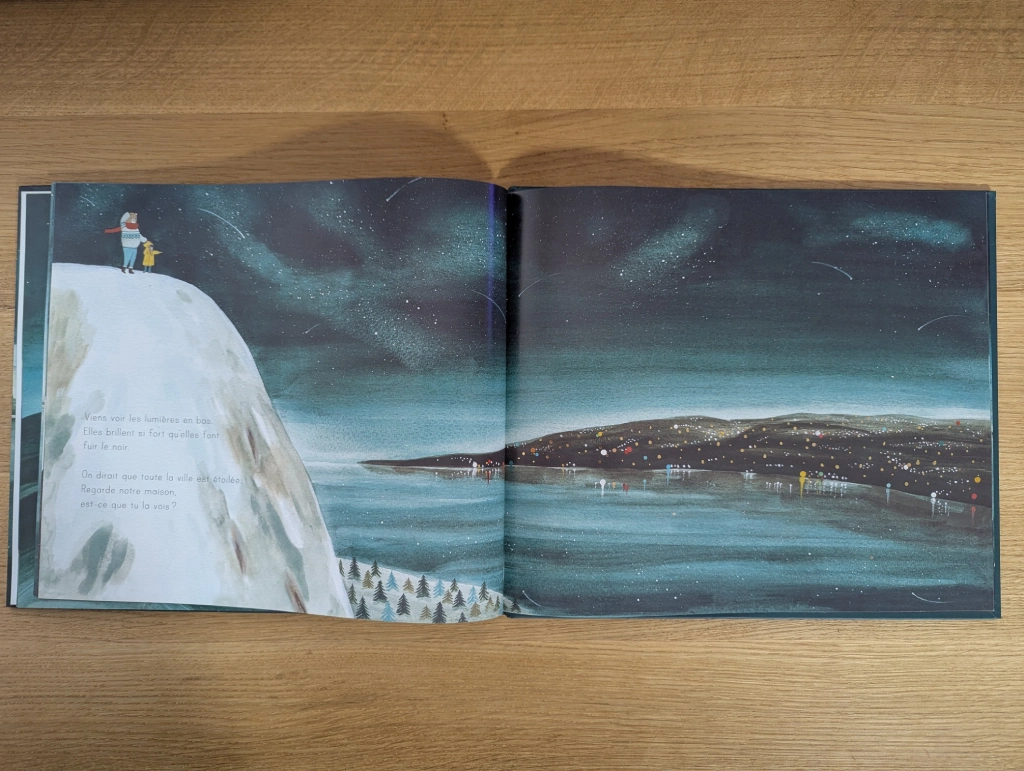 Viens voir les lumières en bas.
Elles brillent si fort qu'elles font
fuir le noir.
On dirait que toute la ville est étoilée.
Regarde notre maison,
est-ce que tu la vois ?